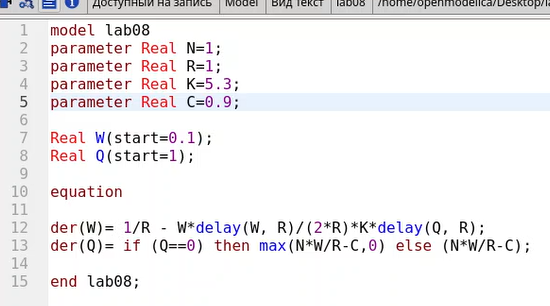 Доступный на запись Model Вид Текст lab08 /home/openmodelica/Desktop/la
1 model lab08
2 parameter Real N=1;
3 parameter Real R=1;
4 parameter Real K=5.3;
5 parameter Real C=0.9;
6
7 Real W(start=0.1);
8 Real Q(start=1);
9
10 equation
11
12 der(W)= 1/R - W*delay(W, R)/(2*R)*K*delay(Q, R);
13 der(Q)= if (Q==0) then max(N*W/R-C,0) else (N*W/R-C);
14
15 end lab08;